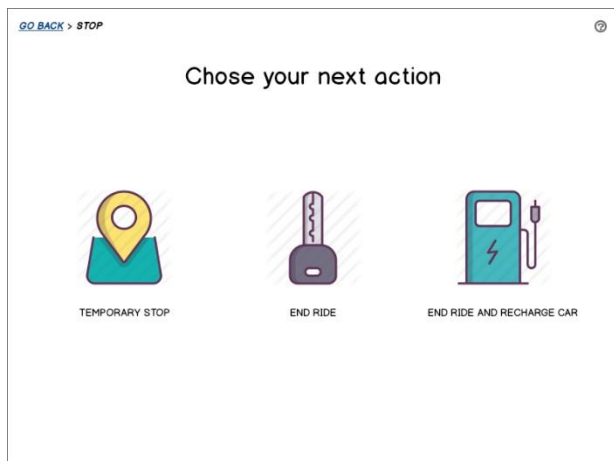 GO BACK > STOP
Chose your next action
TEMPORARY STOP
END RIDE
END RIDE AND RECHARGE CAR